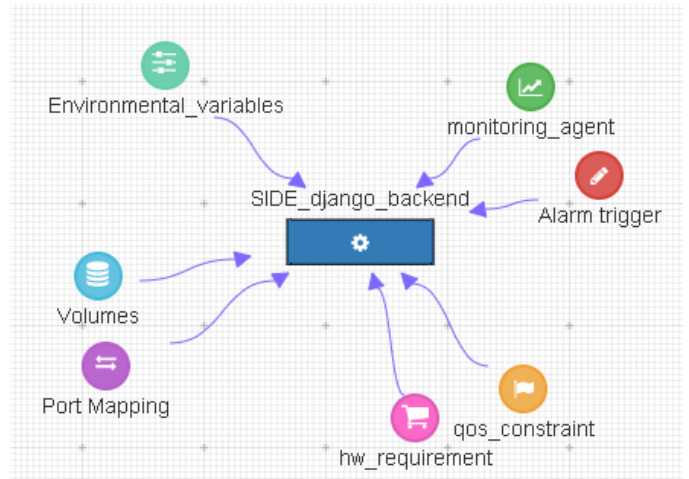 Environmental_variables
monitoring_agent
SIDE_django_backend
Alarm trigger
Volumes
Port Mapping
qos_constraint
hw_requirement